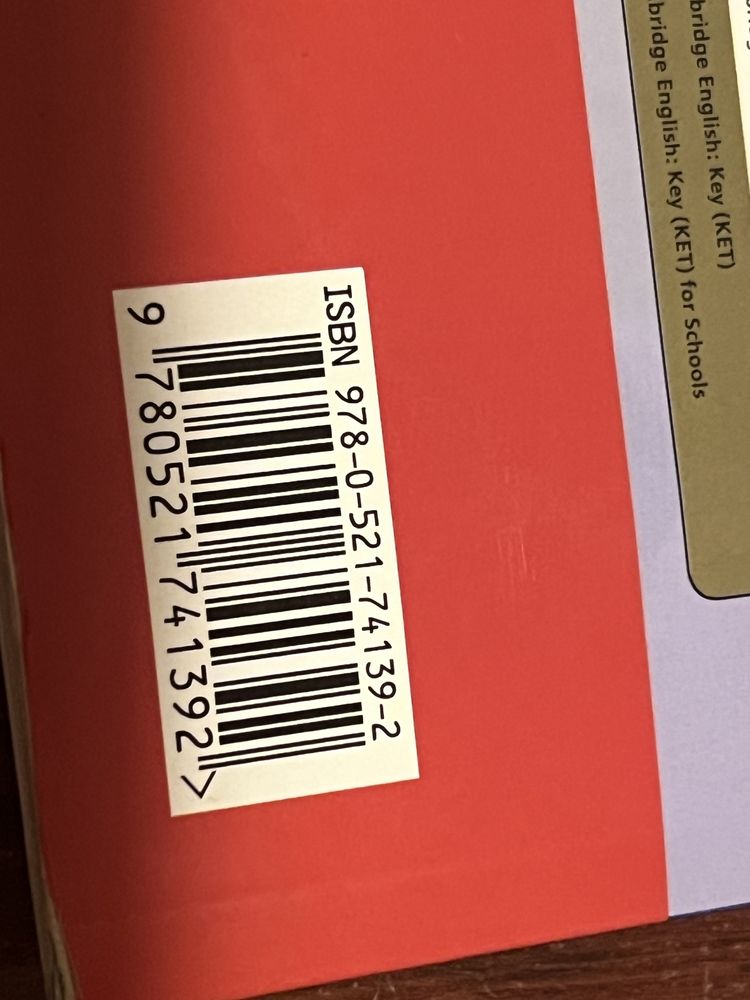 bridge English: Key (KET)
bridge English: Key (KET) for Schools
ISBN 978-0-521-74139-2
9 780521 741392 >